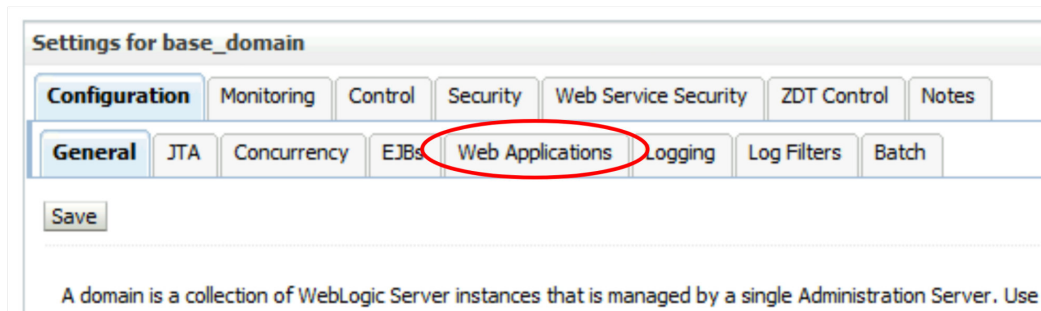 Settings for base_domain
Configuration Monitoring Control Security Web Service Security ZDT Control Notes
General JTA Concurrency EJBs Web Applications Logging Log Filters Batch
Save
A domain is a collection of WebLogic Server instances that is managed by a single Administration Server. Use